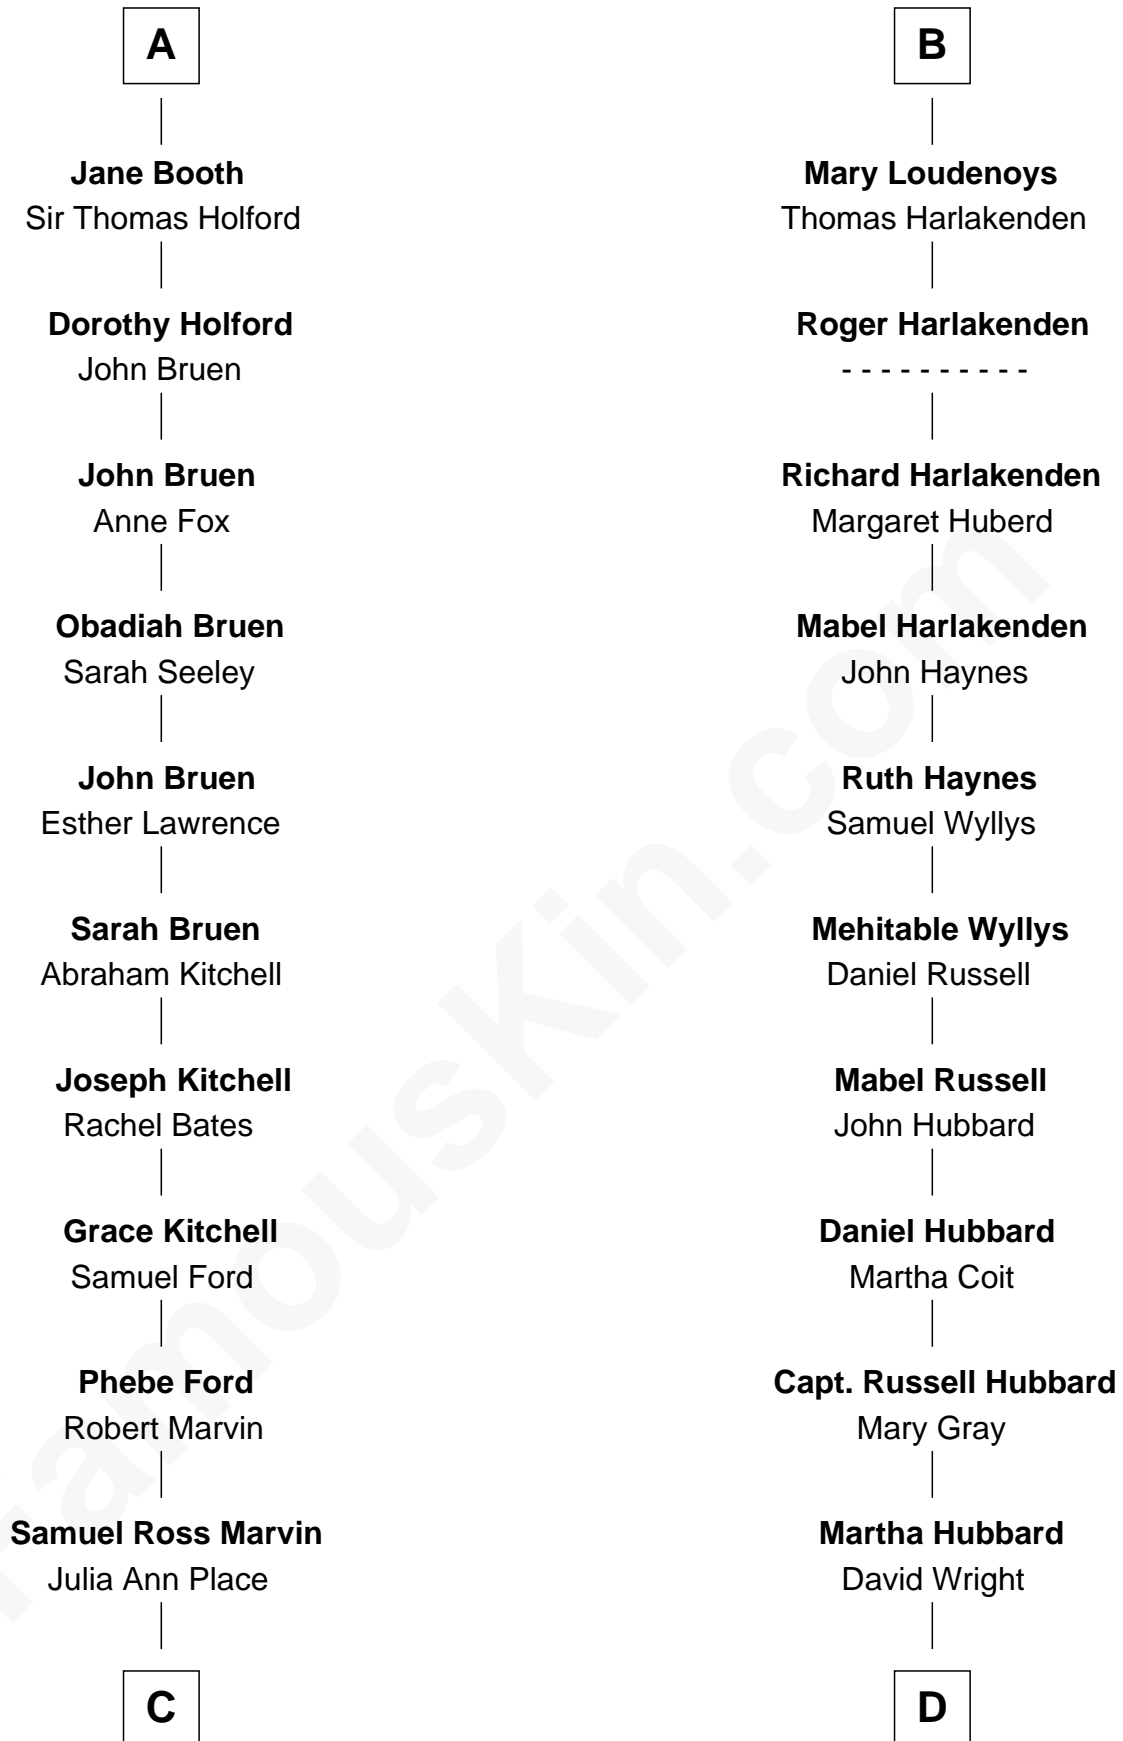 A
Jane Booth
Sir Thomas Holford
Dorothy Holford
John Bruen
John Bruen
Anne Fox
Obadiah Bruen
Sarah Seeley
John Bruen
Esther Lawrence
Sarah Bruen
Abraham Kitchell
Joseph Kitchell
Rachel Bates
Grace Kitchell
Samuel Ford
Phebe Ford
Robert Marvin
Samuel Ross Marvin
Julia Ann Place
C
B
Mary Loudenoys
Thomas Harlakenden
Roger Harlakenden
- - - - - - - - - -
Richard Harlakenden
Margaret Huberd
Mabel Harlakenden
John Haynes
Ruth Haynes
Samuel Wyllys
Mehitable Wyllys
Daniel Russell
Mabel Russell
John Hubbard
Daniel Hubbard
Martha Coit
Capt. Russell Hubbard
Mary Gray
Martha Hubbard
David Wright
D
FamousKin.com